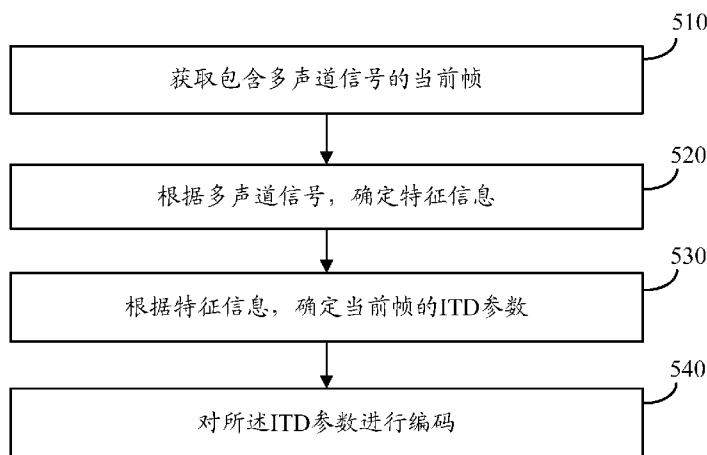 510
获取包含多声道信号的当前帧
520
根据多声道信号，确定特征信息
530
根据特征信息，确定当前帧的ITD参数
540
对所述ITD参数进行编码